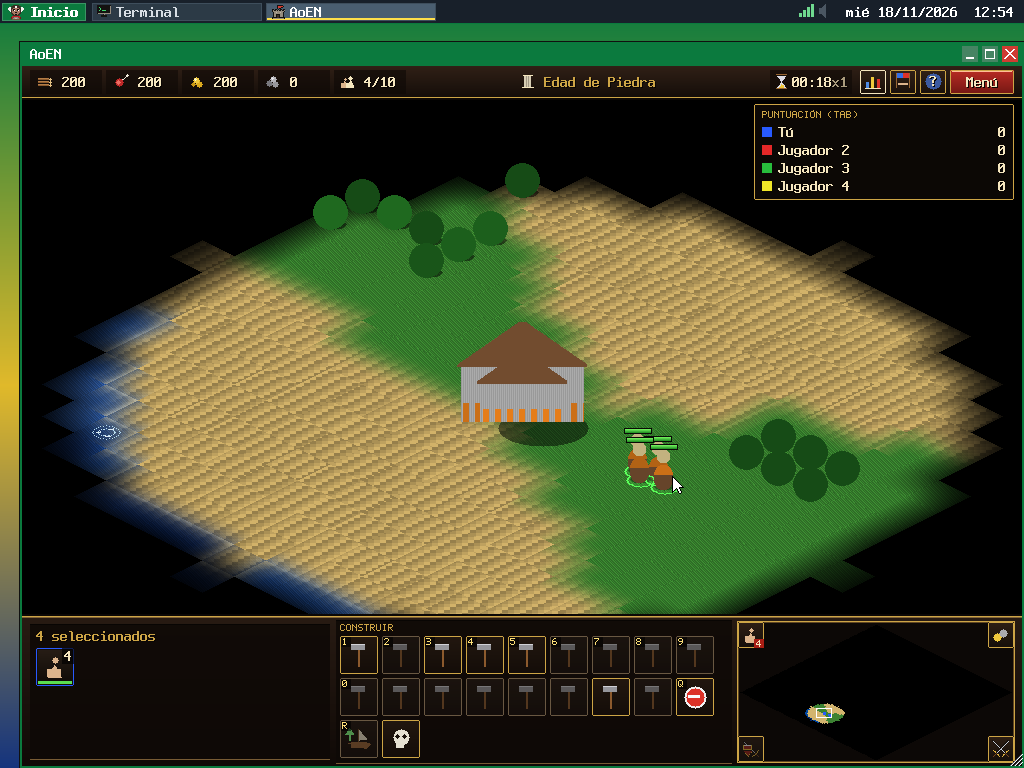 Inicio Terminal AoEN mié 18/11/2026 12:54
AoEN
200 200 200 0 4/10 Edad de Piedra 00:18x1 ? Menú
PUNTUACIÓN (TAB)
Tú 0
Jugador 2 0
Jugador 3 0
Jugador 4 0
4 seleccionados
4
CONSTRUIR
1 2 3 4 5 6 7 8 9
0 Q
R
4